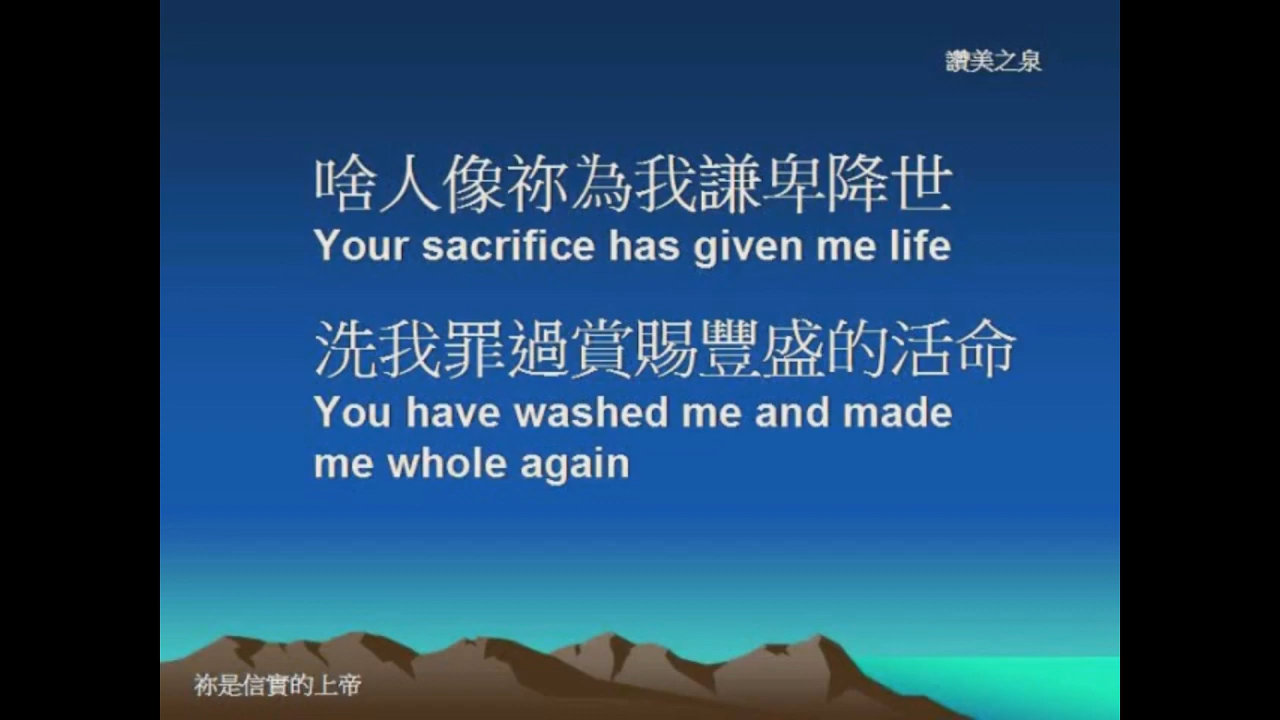 讚美之泉
啥人像祢為我謙卑降世
Your sacrifice has given me life
洗我罪過賞賜豐盛的活命
You have washed me and made
me whole again
祢是信實的上帝